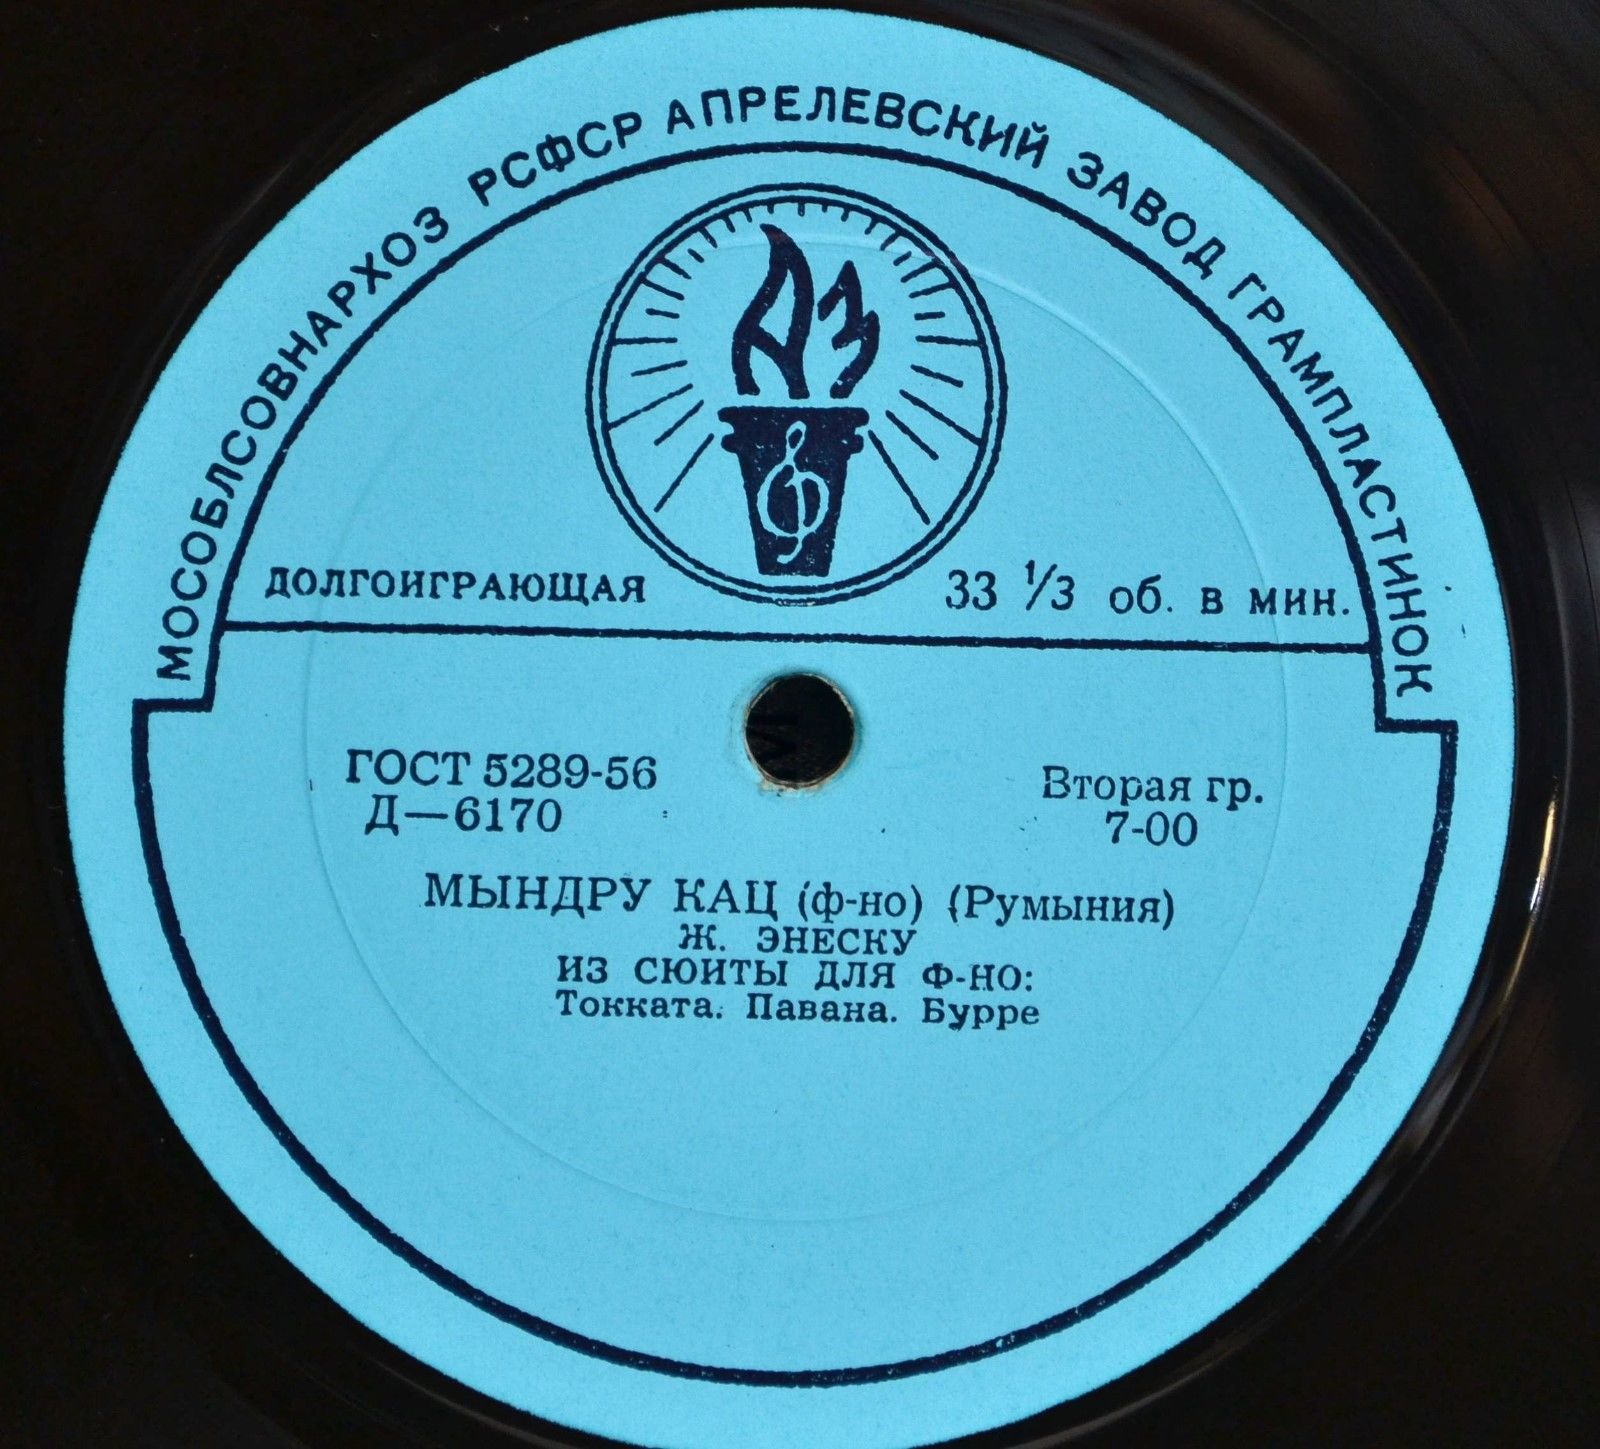 МОСОБЛСОВНАРХОЗ РСФСР АПРЕЛЕВСКИЙ ЗАВОД ГРАМПЛАСТИНОК
АЗ
ДОЛГОИГРАЮЩАЯ 33 1/3 об. в мин.
ГОСТ 5289-56 Вторая гр.
Д—6170 7-00
МЫНДРУ КАЦ (ф-но) (Румыния)
Ж. ЭНЕСКУ
ИЗ СЮИТЫ ДЛЯ Ф-НО:
Токката. Павана. Бурре